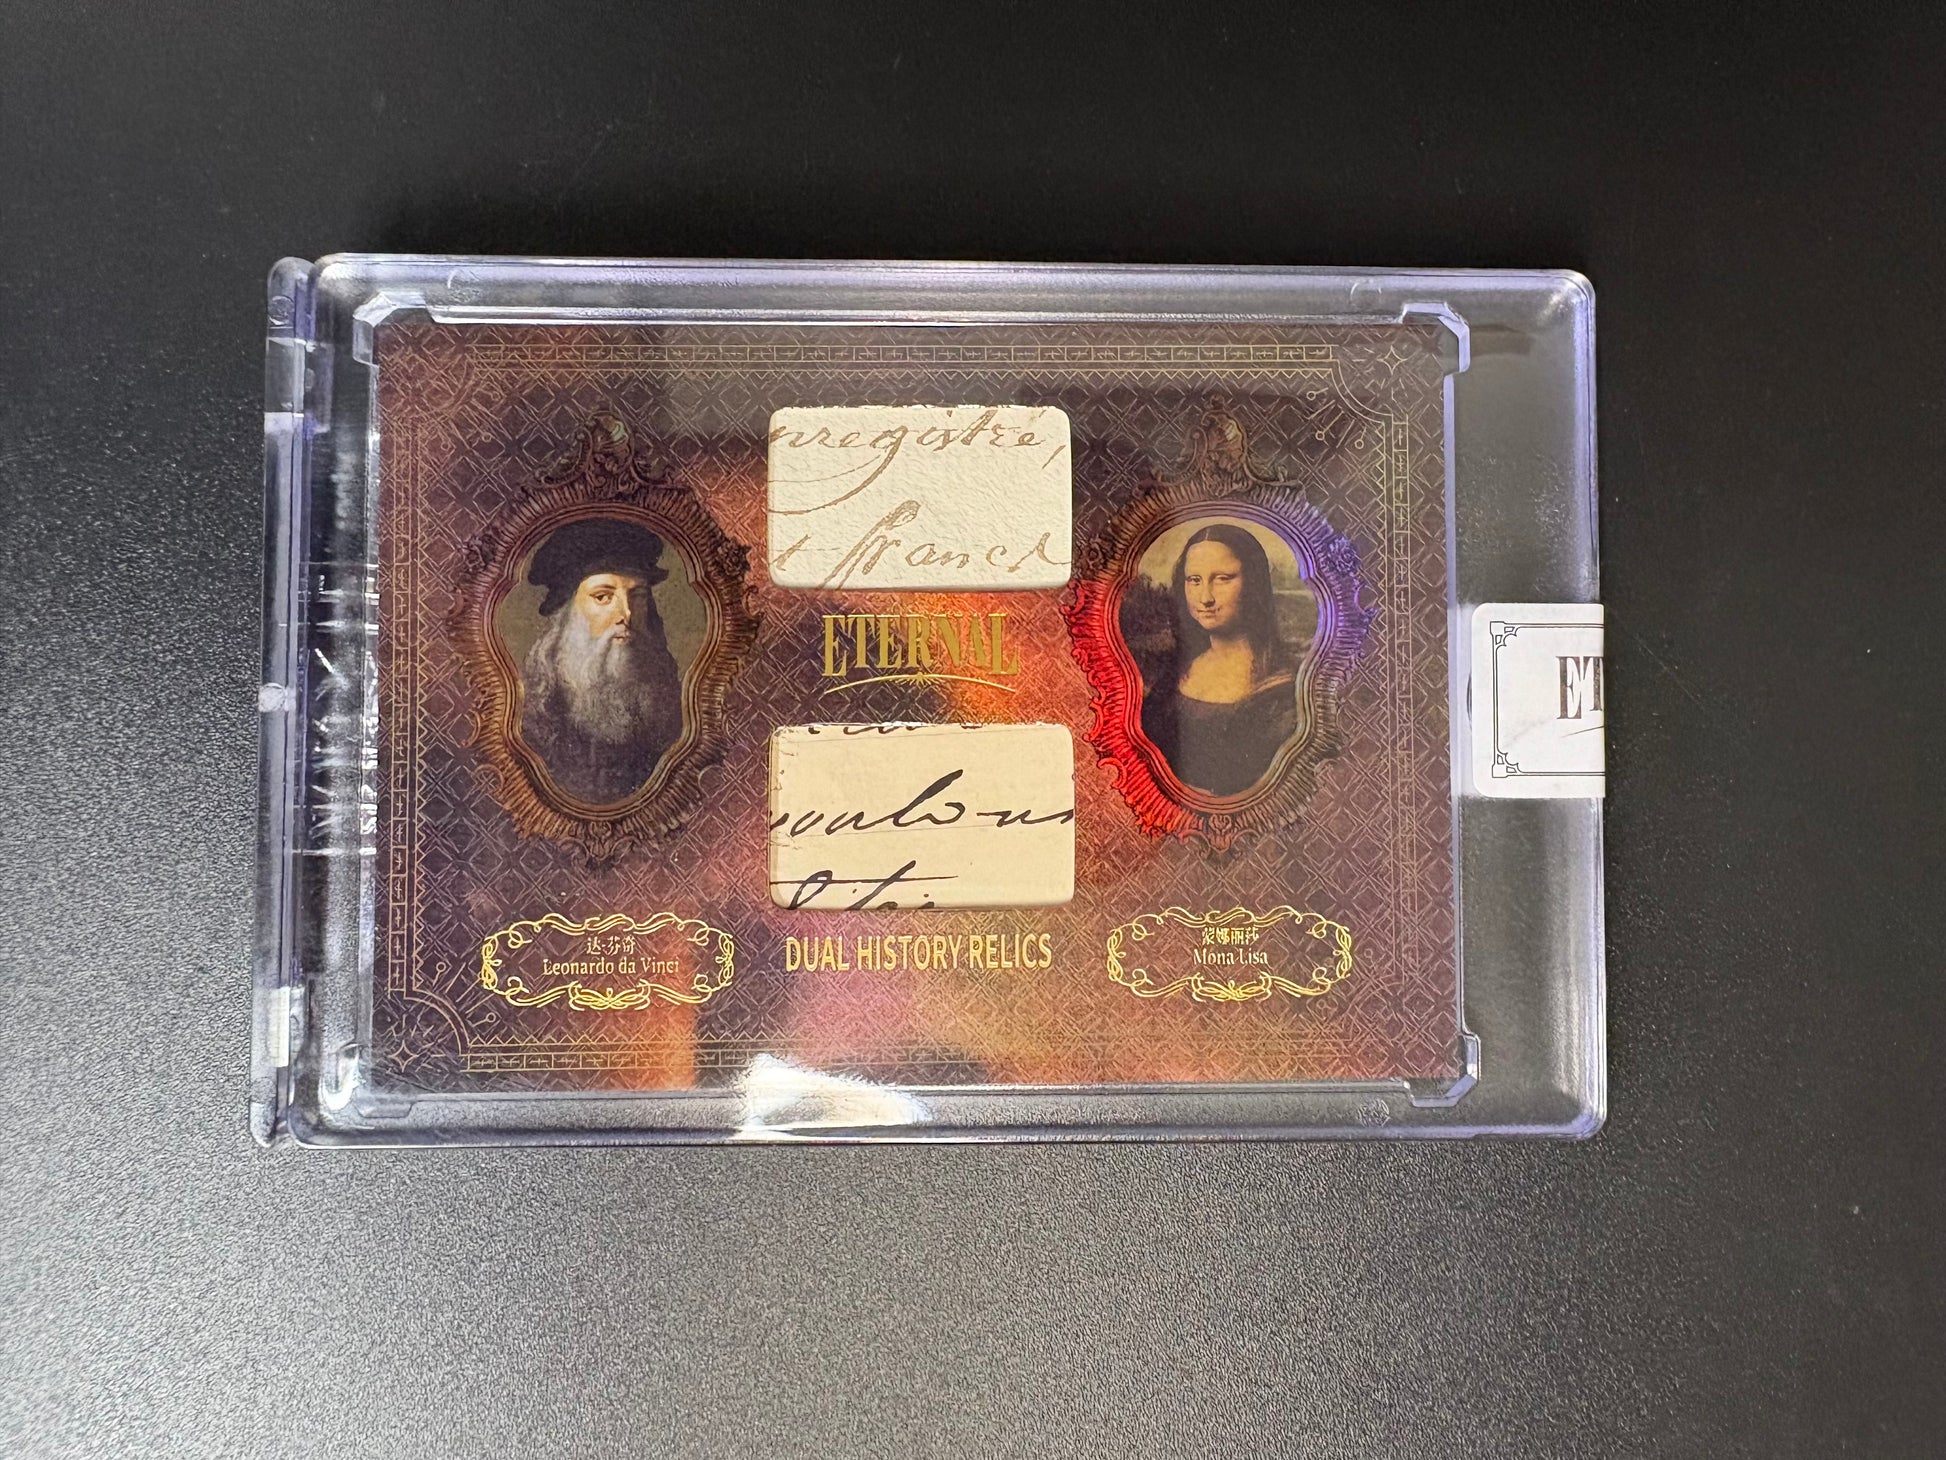 nregistré,
t franc
ETERNAL
oulons
DUAL HISTORY RELICS
达·芬奇
Leonardo da Vinci
蒙娜丽莎
Mona Lisa
ET